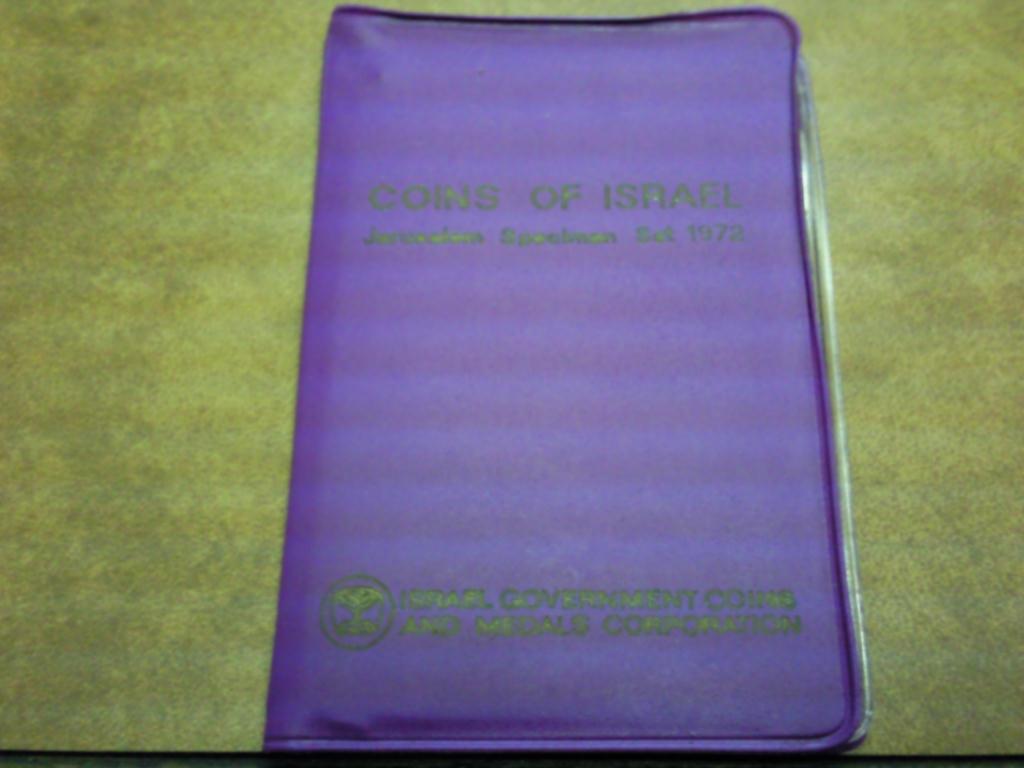 COINS OF ISRAEL
Jerusalem Specimen Set 1972
ISRAEL GOVERNMENT COINS
AND MEDALS CORPORATION